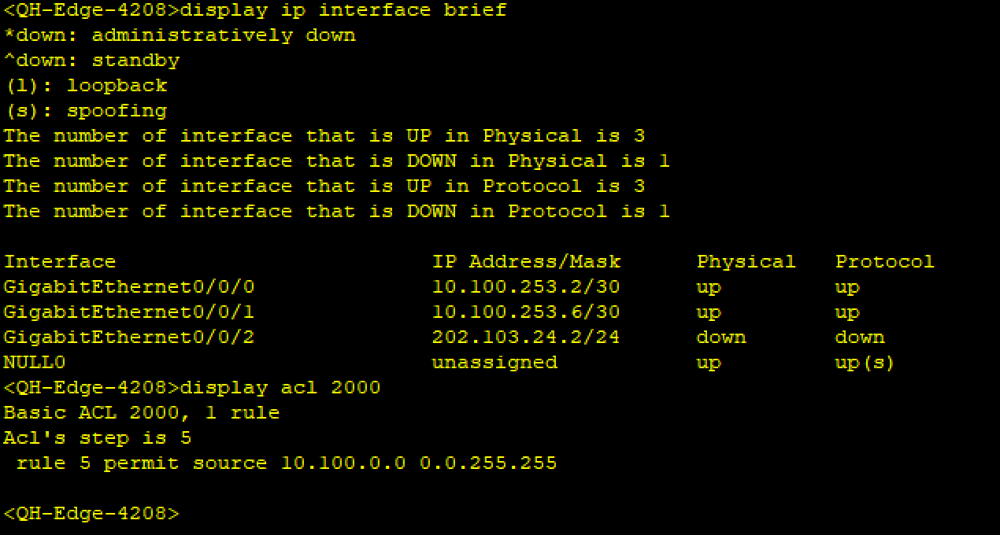 <QH-Edge-4208>display ip interface brief
*down: administratively down
^down: standby
(l): loopback
(s): spoofing
The number of interface that is UP in Physical is 3
The number of interface that is DOWN in Physical is 1
The number of interface that is UP in Protocol is 3
The number of interface that is DOWN in Protocol is 1
Interface IP Address/Mask Physical Protocol
GigabitEthernet0/0/0 10.100.253.2/30 up up
GigabitEthernet0/0/1 10.100.253.6/30 up up
GigabitEthernet0/0/2 202.103.24.2/24 down down
NULL0 unassigned up up(s)
<QH-Edge-4208>display acl 2000
Basic ACL 2000, 1 rule
Acl's step is 5
 rule 5 permit source 10.100.0.0 0.0.255.255
<QH-Edge-4208>